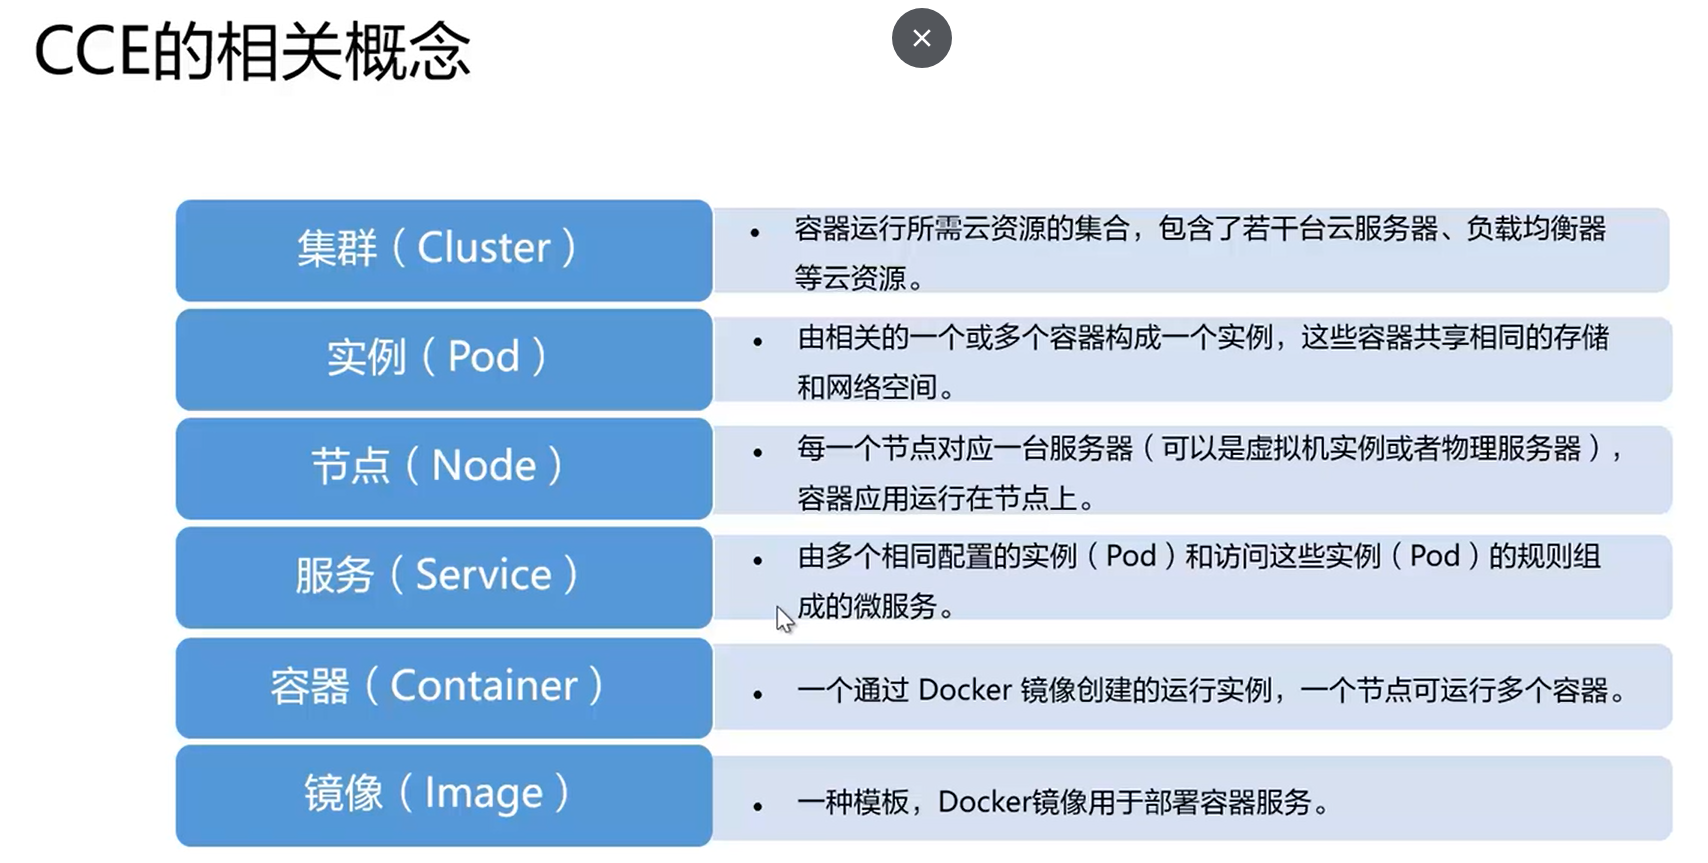 CCE的相关概念
集群（Cluster）
• 容器运行所需云资源的集合，包含了若干台云服务器、负载均衡器
等云资源。
实例（Pod）
• 由相关的一个或多个容器构成一个实例，这些容器共享相同的存储
和网络空间。
节点（Node）
• 每一个节点对应一台服务器（可以是虚拟机实例或者物理服务器），
容器应用运行在节点上。
服务（Service）
• 由多个相同配置的实例（Pod）和访问这些实例（Pod）的规则组
成的微服务。
容器（Container）
• 一个通过 Docker 镜像创建的运行实例，一个节点可运行多个容器。
镜像（Image）
• 一种模板，Docker镜像用于部署容器服务。